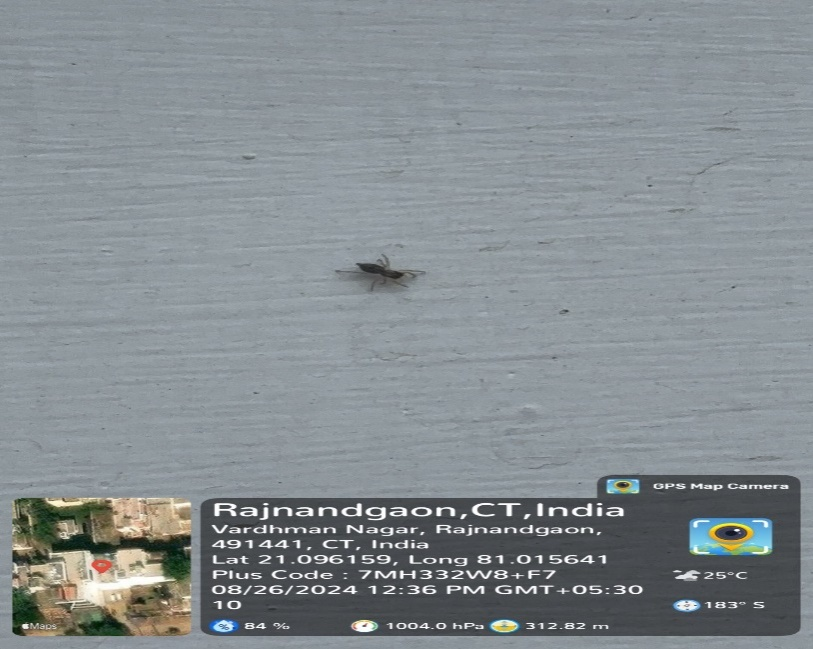 GPS Map Camera
Rajnandgaon,CT,India
Vardhman Nagar, Rajnandgaon,
491441, CT, India
Lat 21.096159, Long 81.015641
Plus Code : 7MH332W8+F7
08/26/2024 12:36 PM GMT+05:30
10
25°C
183° S
84 %
1004.0 hPa
312.82 m
Maps